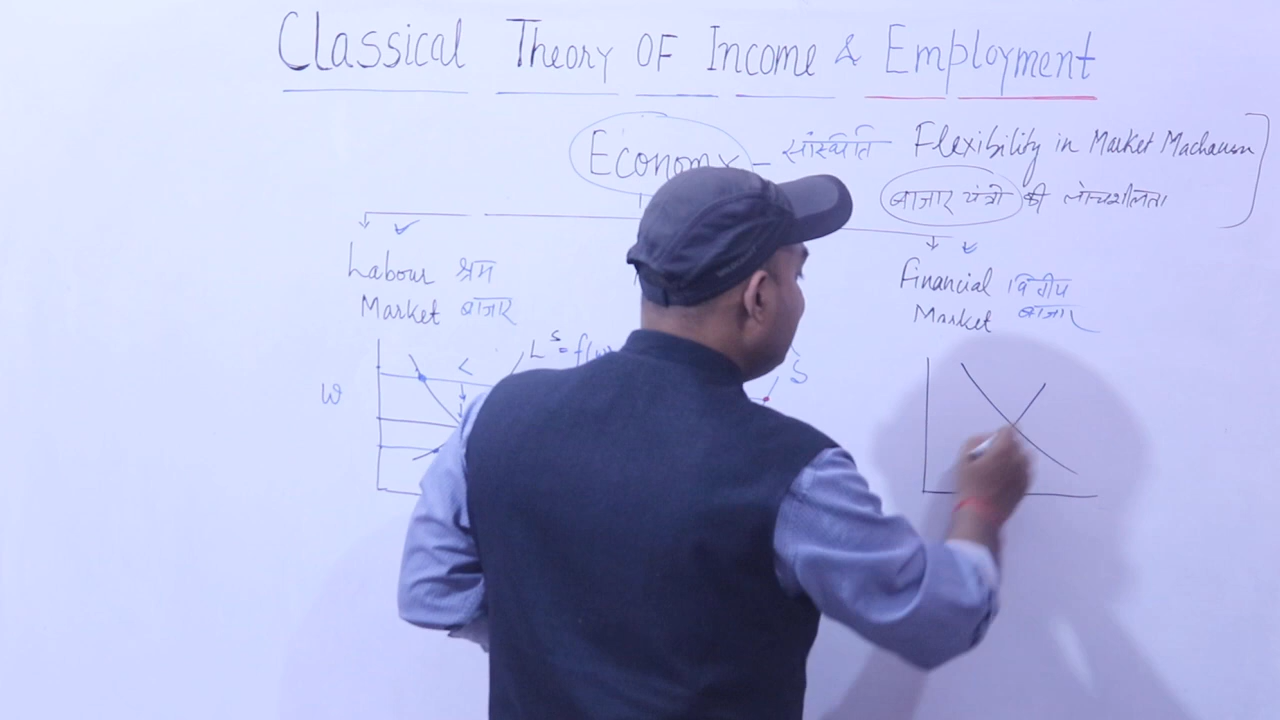 Classical Theory OF Income & Employment
Economy - सांस्थिति Flexibility in Market Machanism
बाजार यंत्रो की लोचशीलता
Labour श्रम
Market बाजार
Financial वित्तीय
Market बाजार
L^S = f(w)
S
W